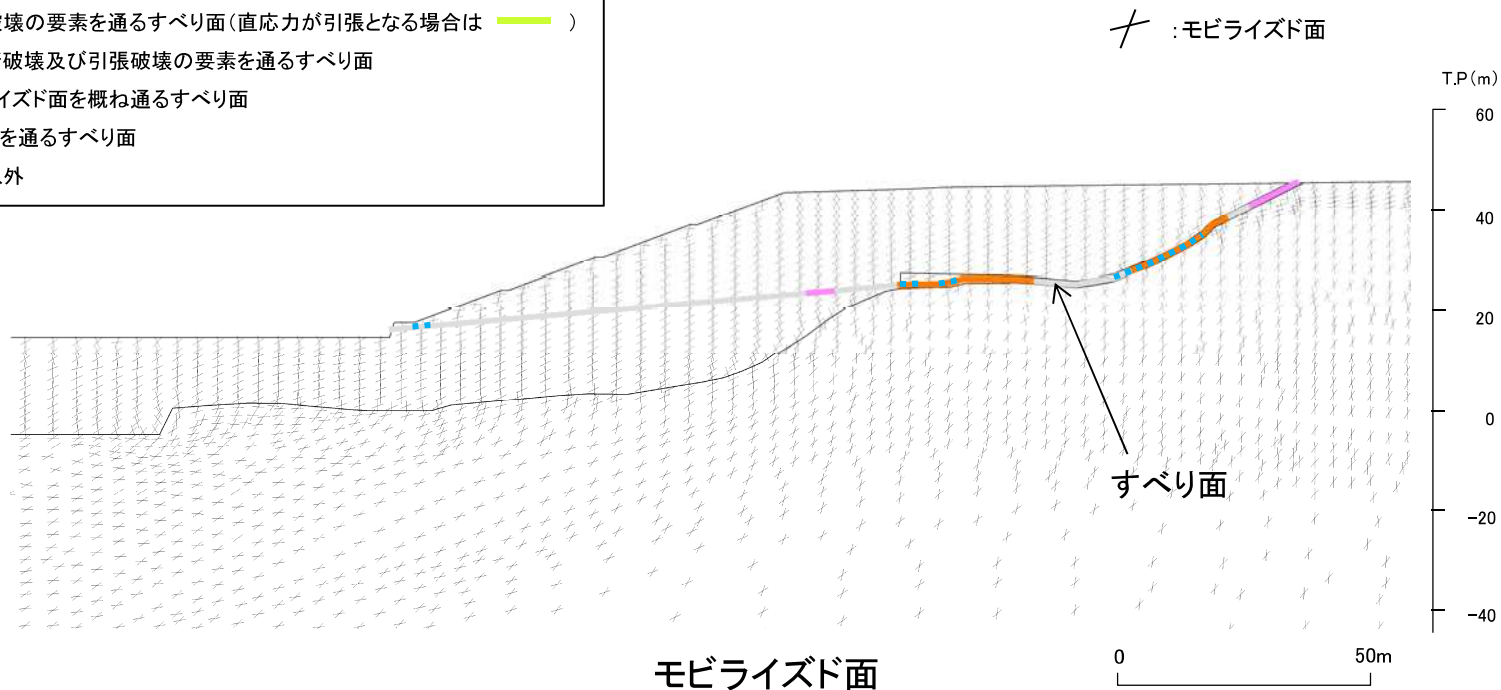 壊の要素を通るすべり面(直応力が引張となる場合は )
破壊及び引張破壊の要素を通るすべり面
イズド面を概ね通るすべり面
を通るすべり面
外
:モビライズド面
T.P(m)
60
40
20
0
-20
-40
すべり面
モビライズド面
0 50m